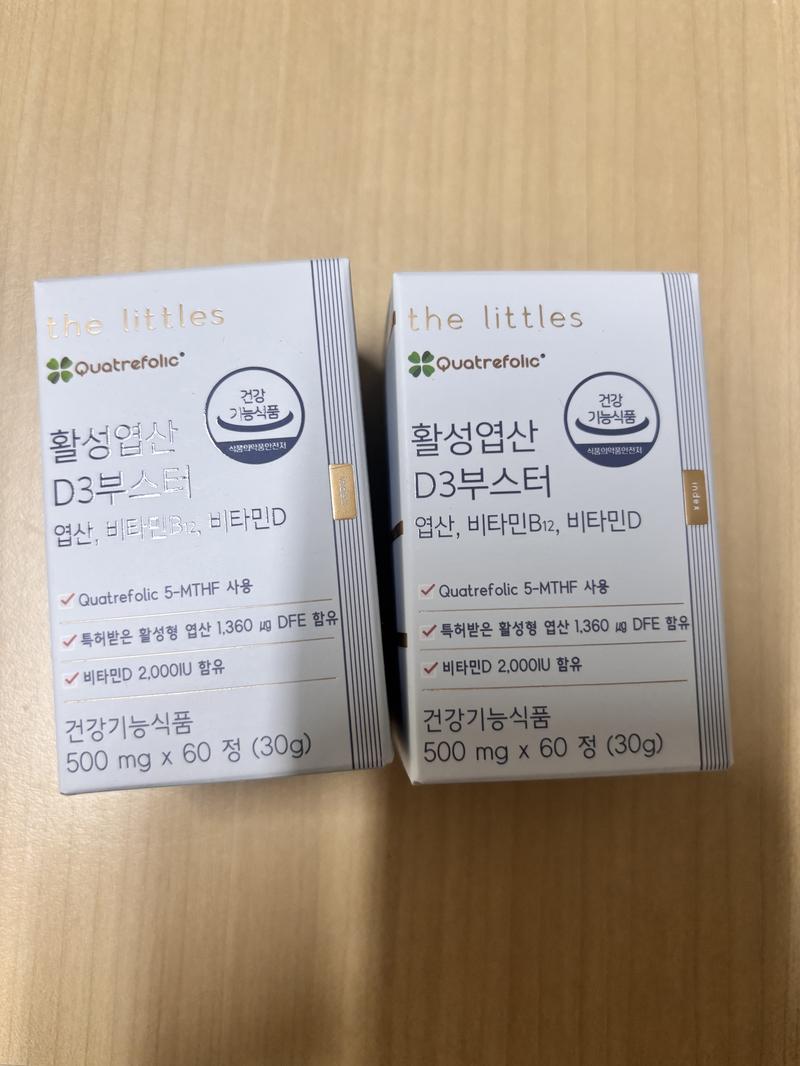 the littles
Quatrefolic®
건강
기능식품
식품의약품안전처
활성엽산
D3부스터
엽산, 비타민B12, 비타민D
index
Quatrefolic 5-MTHF 사용
특허받은 활성형 엽산 1,360 μg DFE 함유
비타민D 2,000IU 함유
건강기능식품
500 mg x 60 정 (30g)
the littles
Quatrefolic®
건강
기능식품
식품의약품안전처
활성엽산
D3부스터
엽산, 비타민B12, 비타민D
index
Quatrefolic 5-MTHF 사용
특허받은 활성형 엽산 1,360 μg DFE 함유
비타민D 2,000IU 함유
건강기능식품
500 mg x 60 정 (30g)